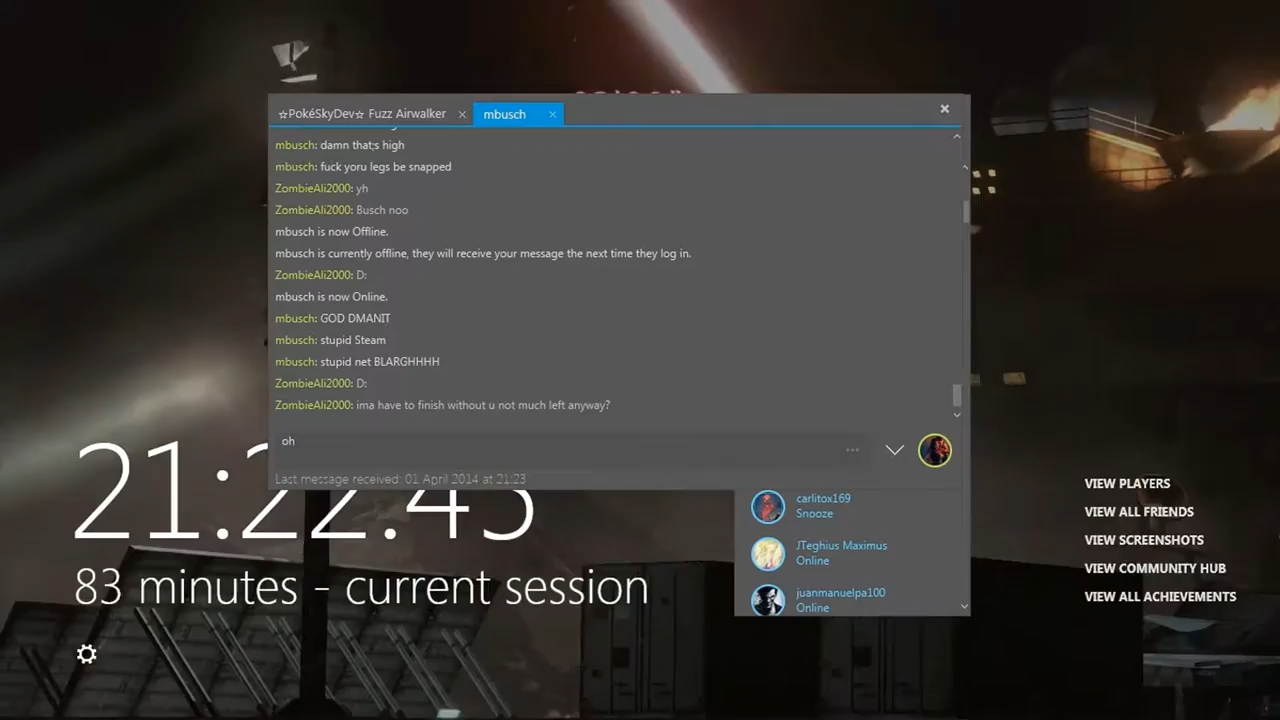 ☆PokéSkyDev☆ Fuzz Airwalker
mbusch
mbusch: damn that;s high
mbusch: fuck yoru legs be snapped
ZombieAli2000: yh
ZombieAli2000: Busch noo
mbusch is now Offline.
mbusch is currently offline, they will receive your message the next time they log in.
ZombieAli2000: D:
mbusch is now Online.
mbusch: GOD DMANIT
mbusch: stupid Steam
mbusch: stupid net BLARGHHHH
ZombieAli2000: D:
ZombieAli2000: ima have to finish without u not much left anyway?
oh
Last message received: 01 April 2014 at 21:23
21:22:45
83 minutes - current session
carlitox169
Snooze
JTeghius Maximus
Online
juanmanuelpa100
Online
VIEW PLAYERS
VIEW ALL FRIENDS
VIEW SCREENSHOTS
VIEW COMMUNITY HUB
VIEW ALL ACHIEVEMENTS